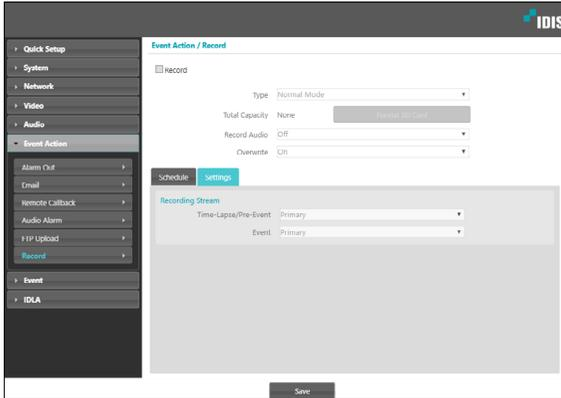 IDIS
Quick Setup
System
Network
Video
Audio
Event Action
Alarm Out
Email
Remote Callback
Audio Alarm
FTP Upload
Record
Event
IDLA
Event Action / Record
Record
Type Normal Mode
Total Capacity None Format SD Card
Record Audio Off
Overwrite On
Schedule Settings
Recording Stream
Time-Lapse/Pre-Event Primary
Event Primary
Save